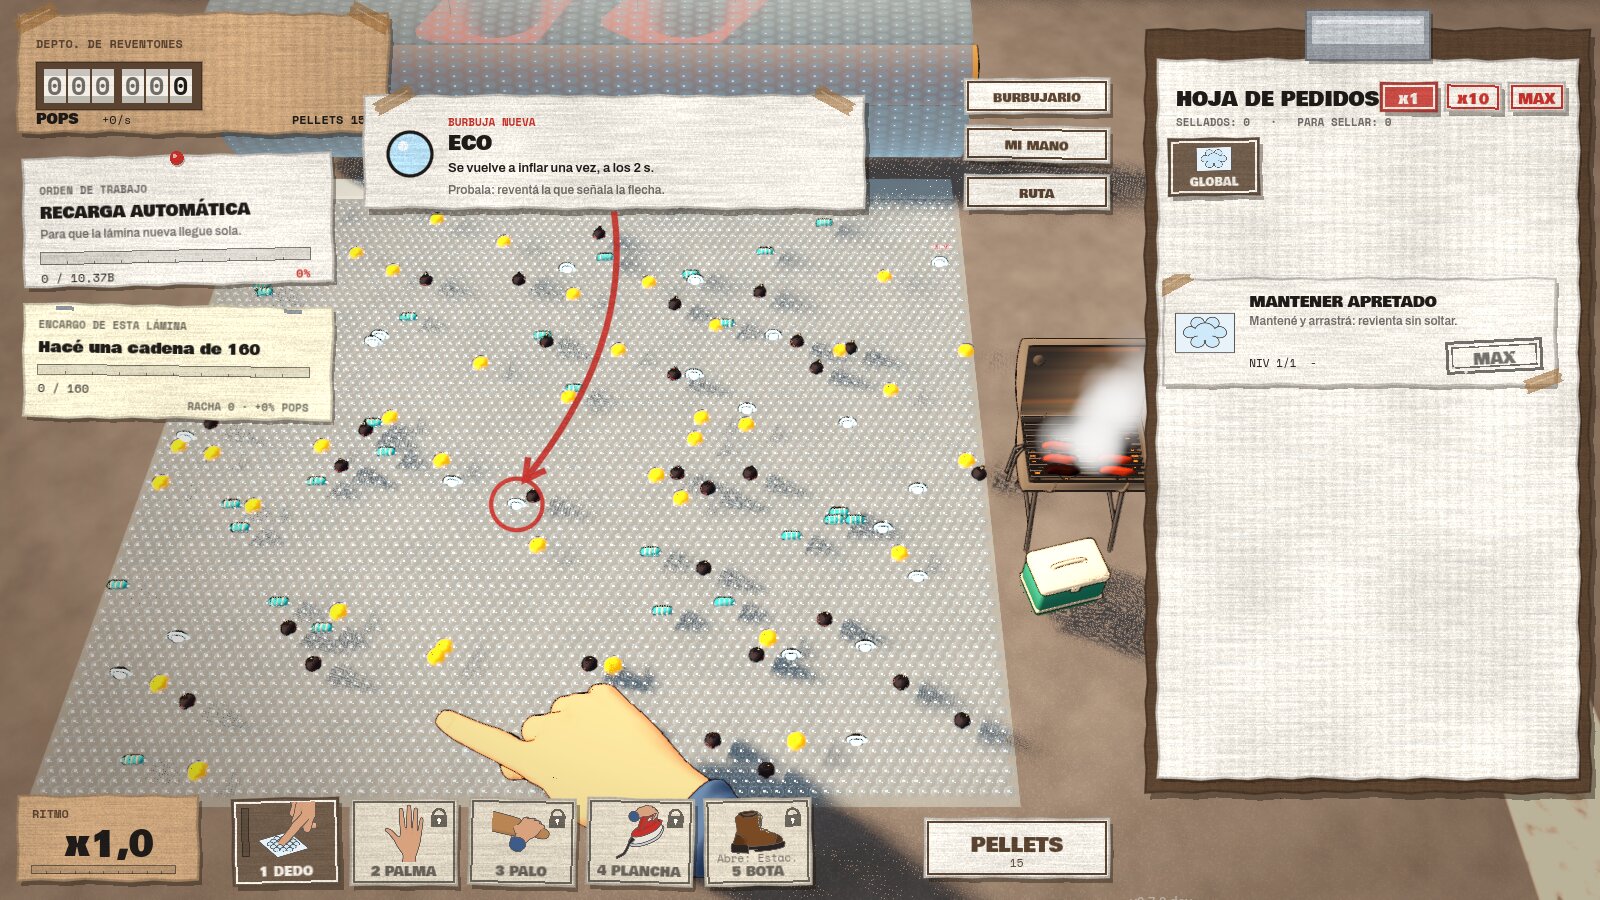 DEPTO. DE REVENTONES
000000
POPS +0/s PELLETS 15
ORDEN DE TRABAJO
RECARGA AUTOMÁTICA
Para que la lámina nueva llegue sola.
0 / 10.37B 0%
ENCARGO DE ESTA LÁMINA
Hacé una cadena de 160
0 / 160
RACHA 0 · +0% POPS
BURBUJA NUEVA
ECO
Se vuelve a inflar una vez, a los 2 s.
Probala: reventá la que señala la flecha.
BURBUJARIO
MI MANO
RUTA
HOJA DE PEDIDOS x1 x10 MAX
SELLADOS: 0 · PARA SELLAR: 0
GLOBAL
MANTENER APRETADO
Mantené y arrastrá: revienta sin soltar.
NIV 1/1 -
MAX
RITMO
x1,0
1 DEDO
2 PALMA
3 PALO
4 PLANCHA
Abre: Estac.
5 BOTA
PELLETS
15